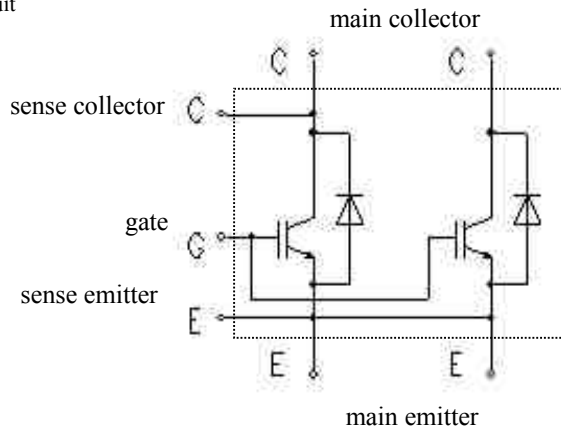 main collector
C C
sense collector C
gate G
sense emitter E
E E
main emitter